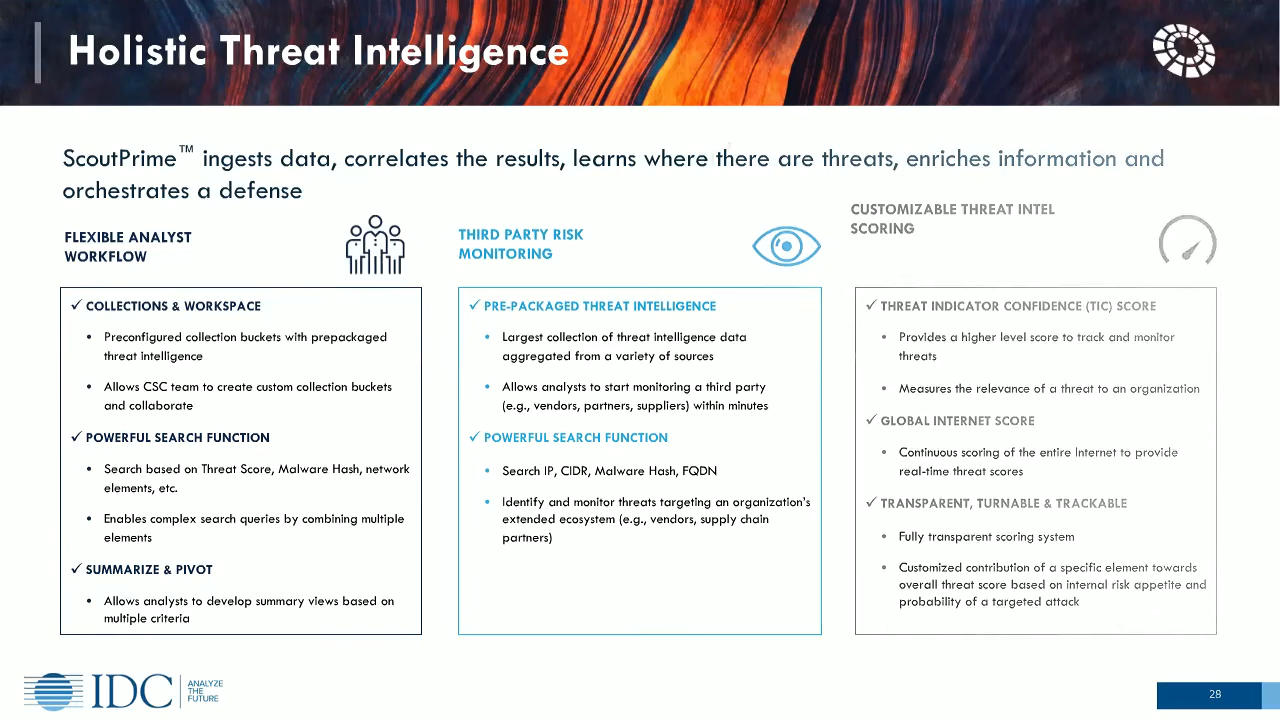 Holistic Threat Intelligence
ScoutPrime™ ingests data, correlates the results, learns where there are threats, enriches information and
orchestrates a defense
FLEXIBLE ANALYST
WORKFLOW
✓ COLLECTIONS & WORKSPACE
• Preconfigured collection buckets with prepackaged
threat intelligence
• Allows CSC team to create custom collection buckets
and collaborate
✓ POWERFUL SEARCH FUNCTION
• Search based on Threat Score, Malware Hash, network
elements, etc.
• Enables complex search queries by combining multiple
elements
✓ SUMMARIZE & PIVOT
• Allows analysts to develop summary views based on
multiple criteria
THIRD PARTY RISK
MONITORING
✓ PRE-PACKAGED THREAT INTELLIGENCE
• Largest collection of threat intelligence data
aggregated from a variety of sources
• Allows analysts to start monitoring a third party
(e.g., vendors, partners, suppliers) within minutes
✓ POWERFUL SEARCH FUNCTION
• Search IP, CIDR, Malware Hash, FQDN
• Identify and monitor threats targeting an organization's
extended ecosystem (e.g., vendors, supply chain
partners)
CUSTOMIZABLE THREAT INTEL
SCORING
✓ THREAT INDICATOR CONFIDENCE (TIC) SCORE
• Provides a higher level score to track and monitor
threats
• Measures the relevance of a threat to an organization
✓ GLOBAL INTERNET SCORE
• Continuous scoring of the entire Internet to provide
real-time threat scores
✓ TRANSPARENT, TURNABLE & TRACKABLE
• Fully transparent scoring system
• Customized contribution of a specific element towards
overall threat score based on internal risk appetite and
probability of a targeted attack
IDC
ANALYZE
THE
FUTURE
28